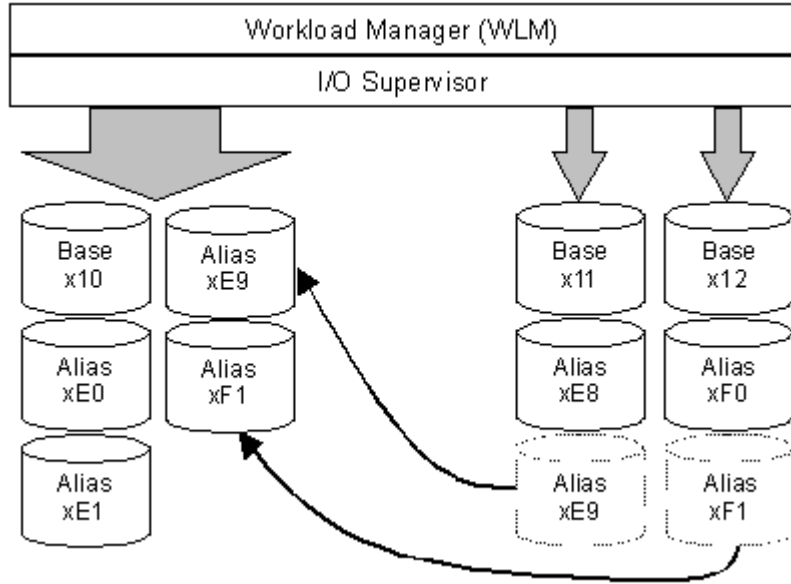 Workload Manager (WLM)
I/O Supervisor
Base
x10
Alias
xE9
Base
x11
Base
x12
Alias
xE0
Alias
xF1
Alias
xE8
Alias
xF0
Alias
xE1
Alias
xE9
Alias
xF1